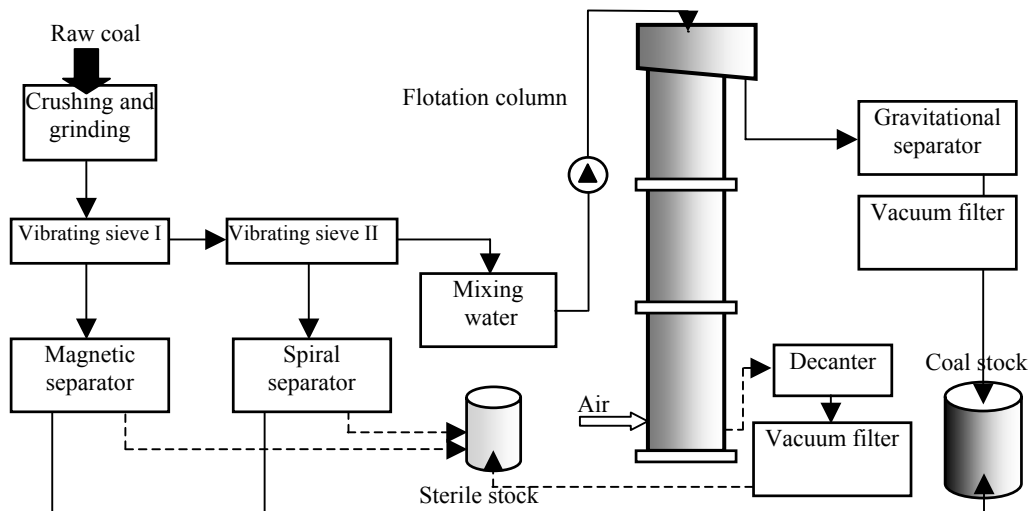 Raw coal
Crushing and
grinding
Flotation column
Gravitational
separator
Vacuum filter
Vibrating sieve I
Vibrating sieve II
Mixing
water
Magnetic
separator
Spiral
separator
Decanter
Coal stock
Air
Vacuum filter
Sterile stock